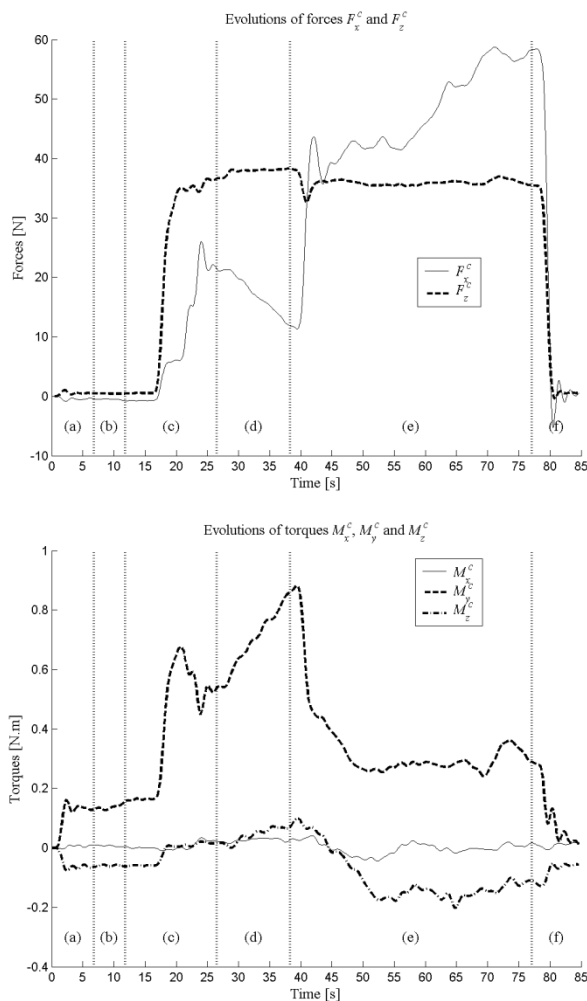 Evolutions of forces F_x^c and F_z^c
60
50
40
30
20
10
0
-10
Forces [N]
F_x^c
F_z^c
(a) (b) (c) (d) (e) (f)
0 5 10 15 20 25 30 35 40 45 50 55 60 65 70 75 80 85
Time [s]
Evolutions of torques M_x^c, M_y^c and M_z^c
1
0.8
0.6
0.4
0.2
0
-0.2
-0.4
Torques [N.m]
M_x^c
M_y^c
M_z^c
(a) (b) (c) (d) (e) (f)
0 5 10 15 20 25 30 35 40 45 50 55 60 65 70 75 80 85
Time [s]